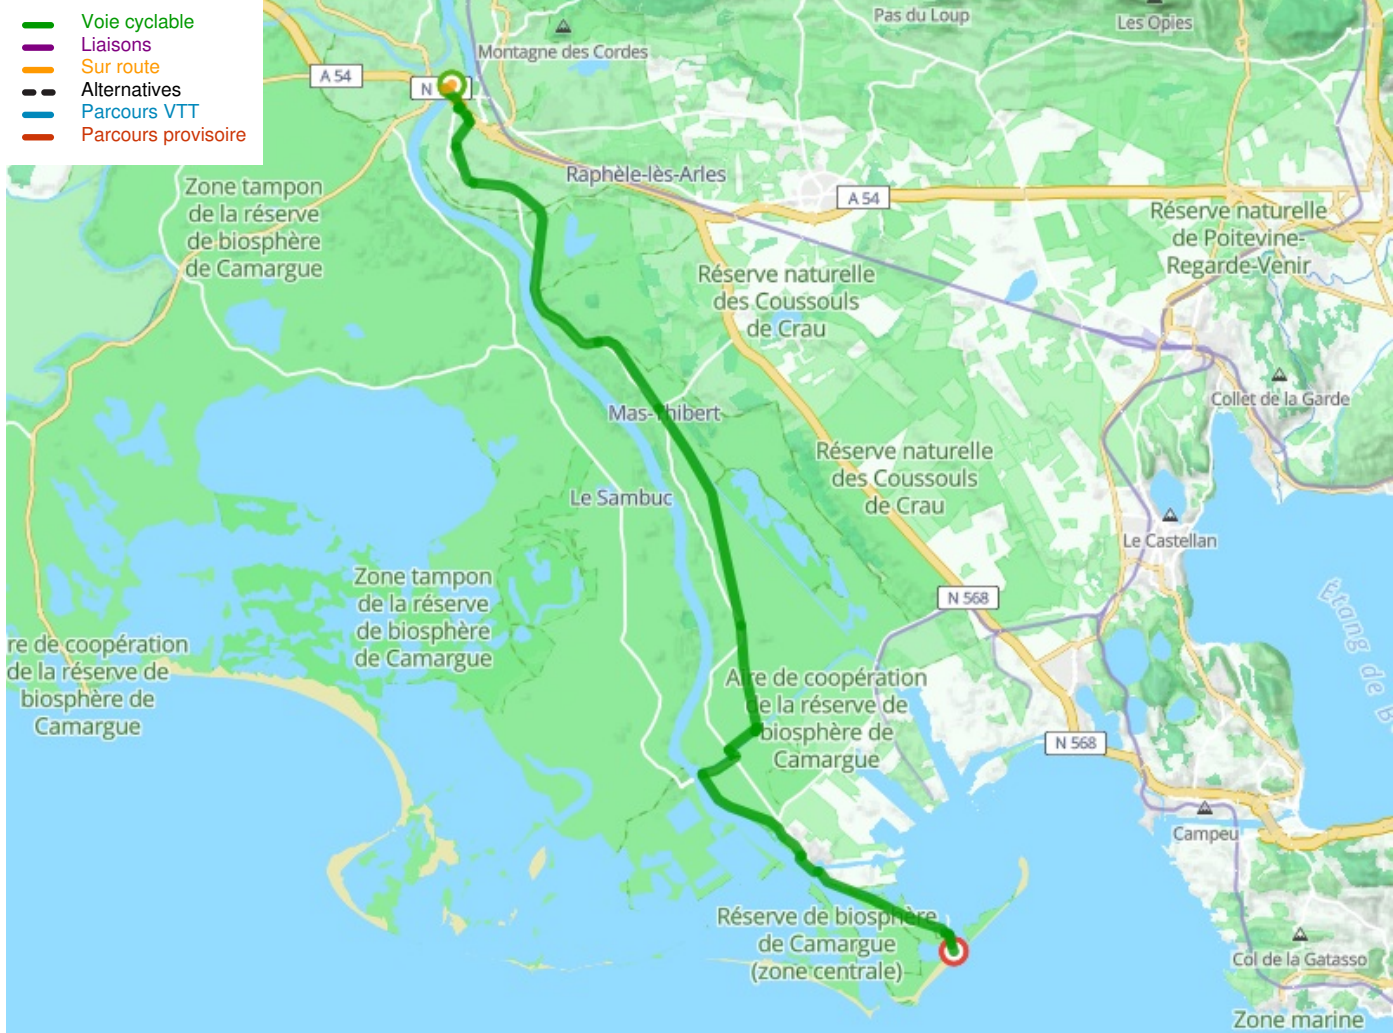 Voie cyclable
Liaisons
Sur route
Alternatives
Parcours VTT
Parcours provisoire
Pas du Loup
Les Opies
Montagne des Cordes
A 54
N
Raphèle-lès-Arles
A 54
Zone tampon
de la réserve
de biosphère
de Camargue
Réserve naturelle
de Poitevine-
Regarde-Venir
Réserve naturelle
des Coussouls
de Crau
Collet de la Garde
Mas-Thibert
Réserve naturelle
des Coussouls
de Crau
Le Sambuc
Le Castellan
Zone tampon
de la réserve
de biosphère
de Camargue
N 568
Étang de B
re de coopération
de la réserve de
biosphère de
Camargue
Aire de coopération
de la réserve de
biosphère de
Camargue
N 568
Campeu
Réserve de biosphère
de Camargue
(zone centrale)
Col de la Gatasso
Zone marine